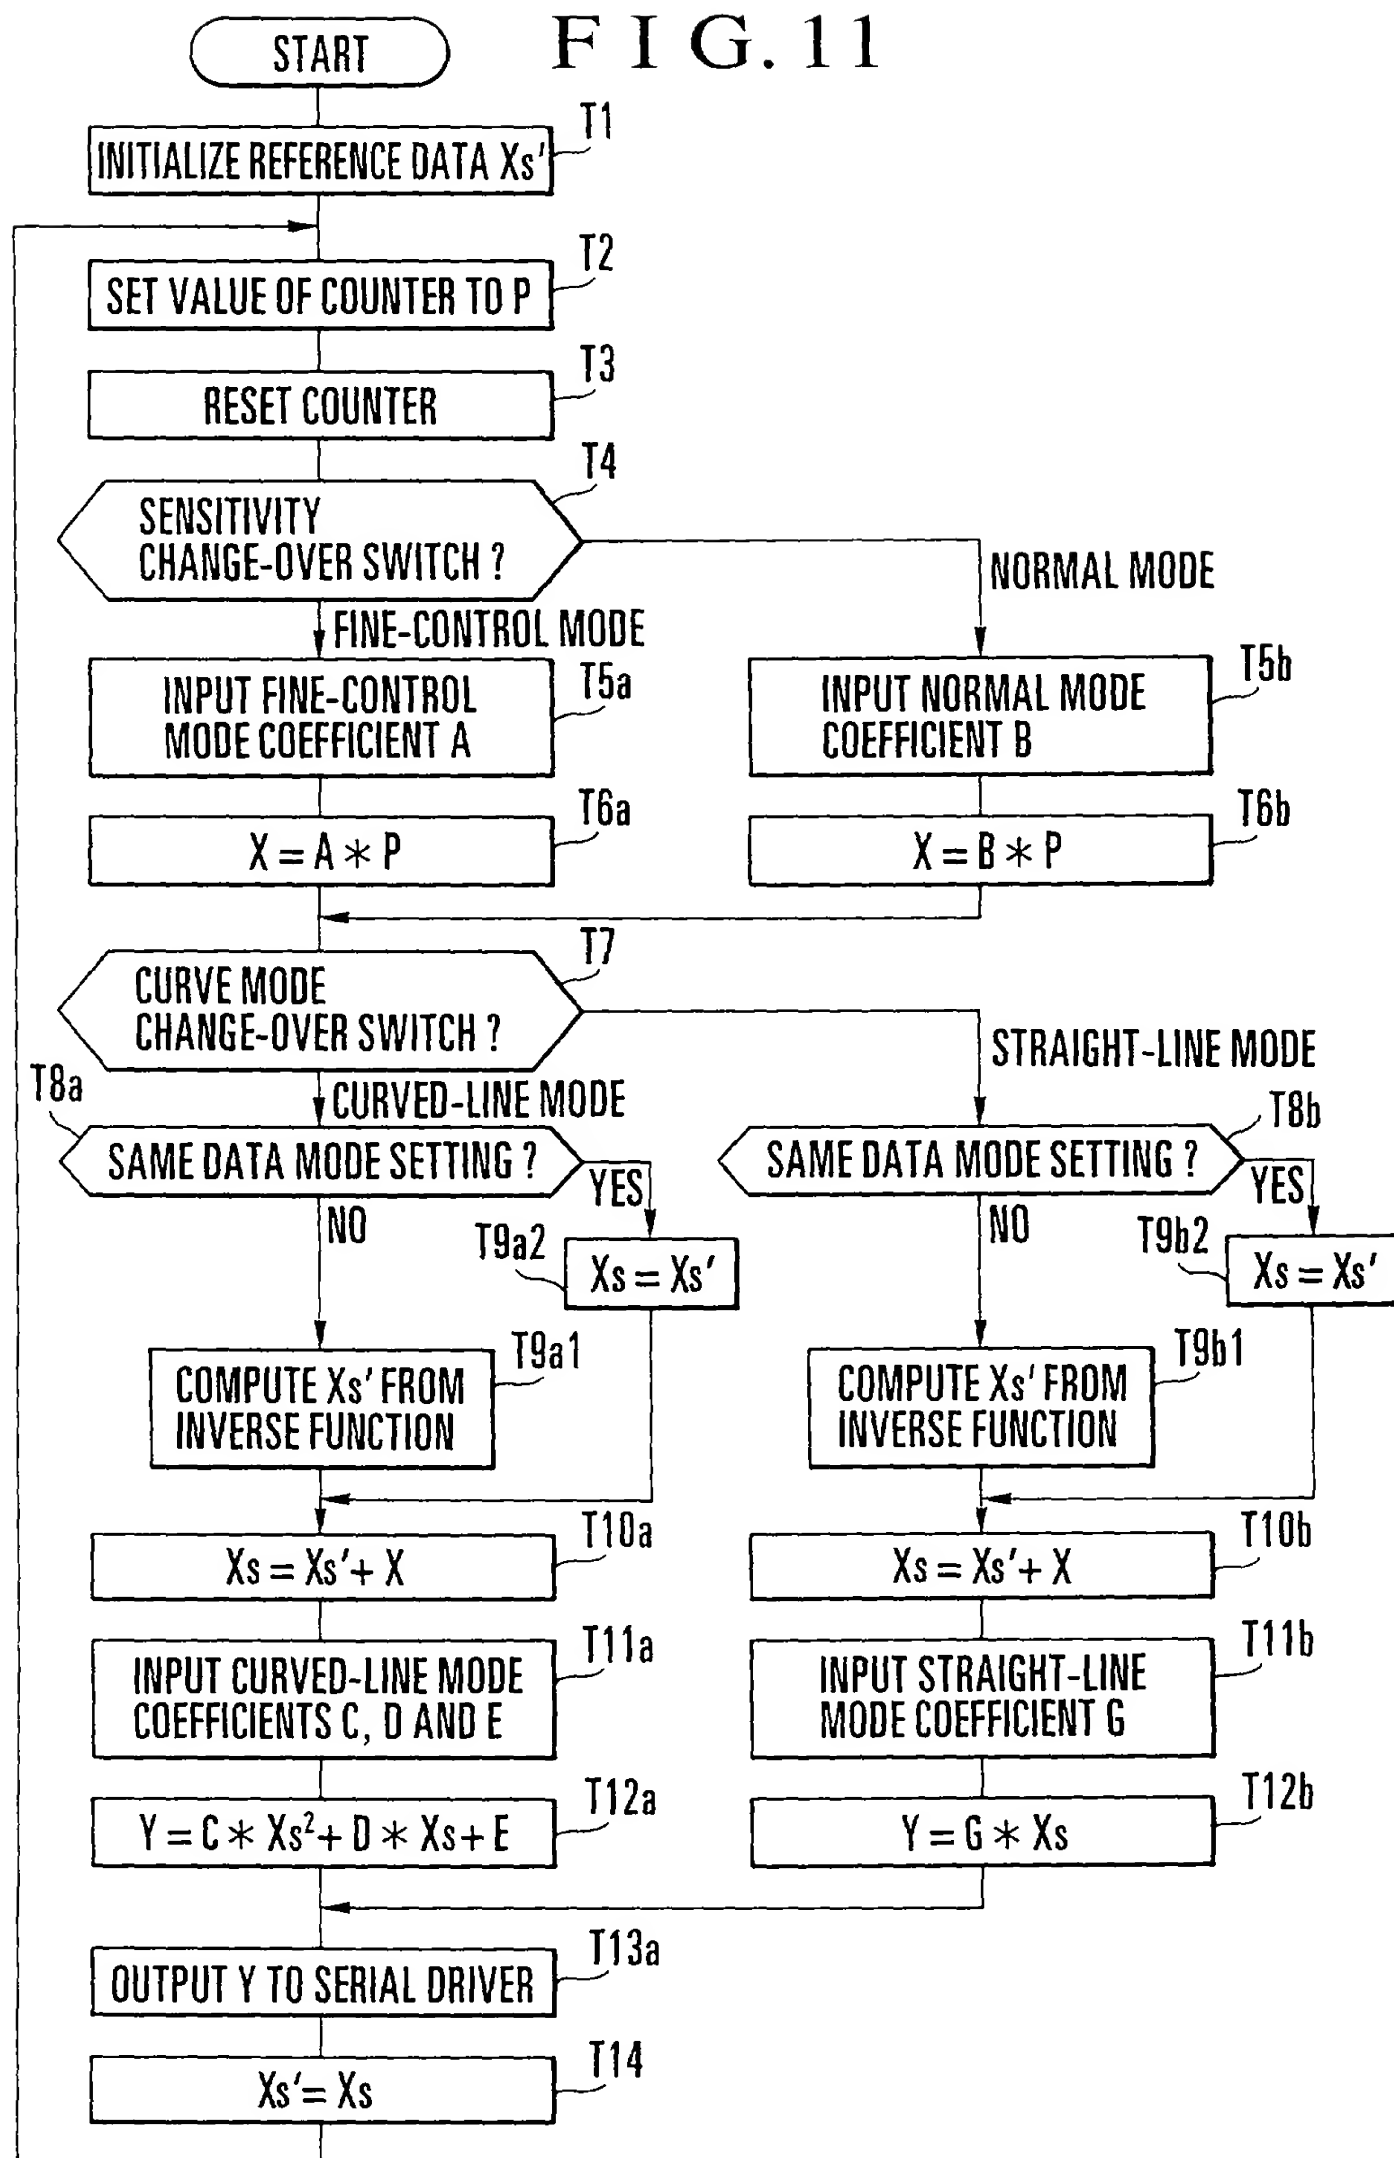 START
FIG. 11
T1
INITIALIZE REFERENCE DATA Xs'
T2
SET VALUE OF COUNTER TO P
T3
RESET COUNTER
T4
SENSITIVITY
CHANGE-OVER SWITCH ?
NORMAL MODE
FINE-CONTROL MODE
T5a
INPUT FINE-CONTROL
MODE COEFFICIENT A
T5b
INPUT NORMAL MODE
COEFFICIENT B
T6a
X = A * P
T6b
X = B * P
T7
CURVE MODE
CHANGE-OVER SWITCH ?
STRAIGHT-LINE MODE
CURVED-LINE MODE
T8a
SAME DATA MODE SETTING ?
YES
NO
T8b
SAME DATA MODE SETTING ?
YES
NO
T9a2
Xs = Xs'
T9b2
Xs = Xs'
T9a1
COMPUTE Xs' FROM
INVERSE FUNCTION
T9b1
COMPUTE Xs' FROM
INVERSE FUNCTION
T10a
Xs = Xs' + X
T10b
Xs = Xs' + X
T11a
INPUT CURVED-LINE MODE
COEFFICIENTS C, D AND E
T11b
INPUT STRAIGHT-LINE
MODE COEFFICIENT G
T12a
Y = C * Xs² + D * Xs + E
T12b
Y = G * Xs
T13a
OUTPUT Y TO SERIAL DRIVER
T14
Xs' = Xs